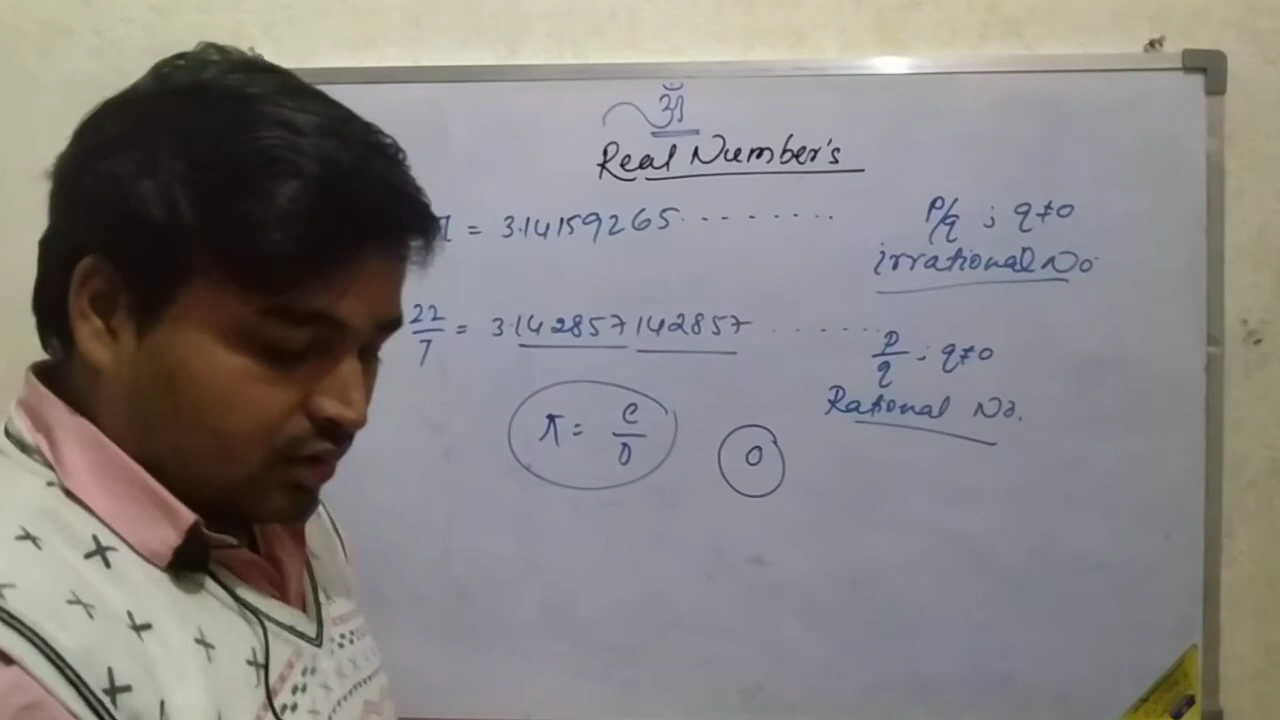 ॐ
Real Number's
π = 3.14159265........
P/q ; q≠0
irrational No
22/7 = 3.142857142857 ......
P/q ; q≠0
Rational No.
π = C/D
0